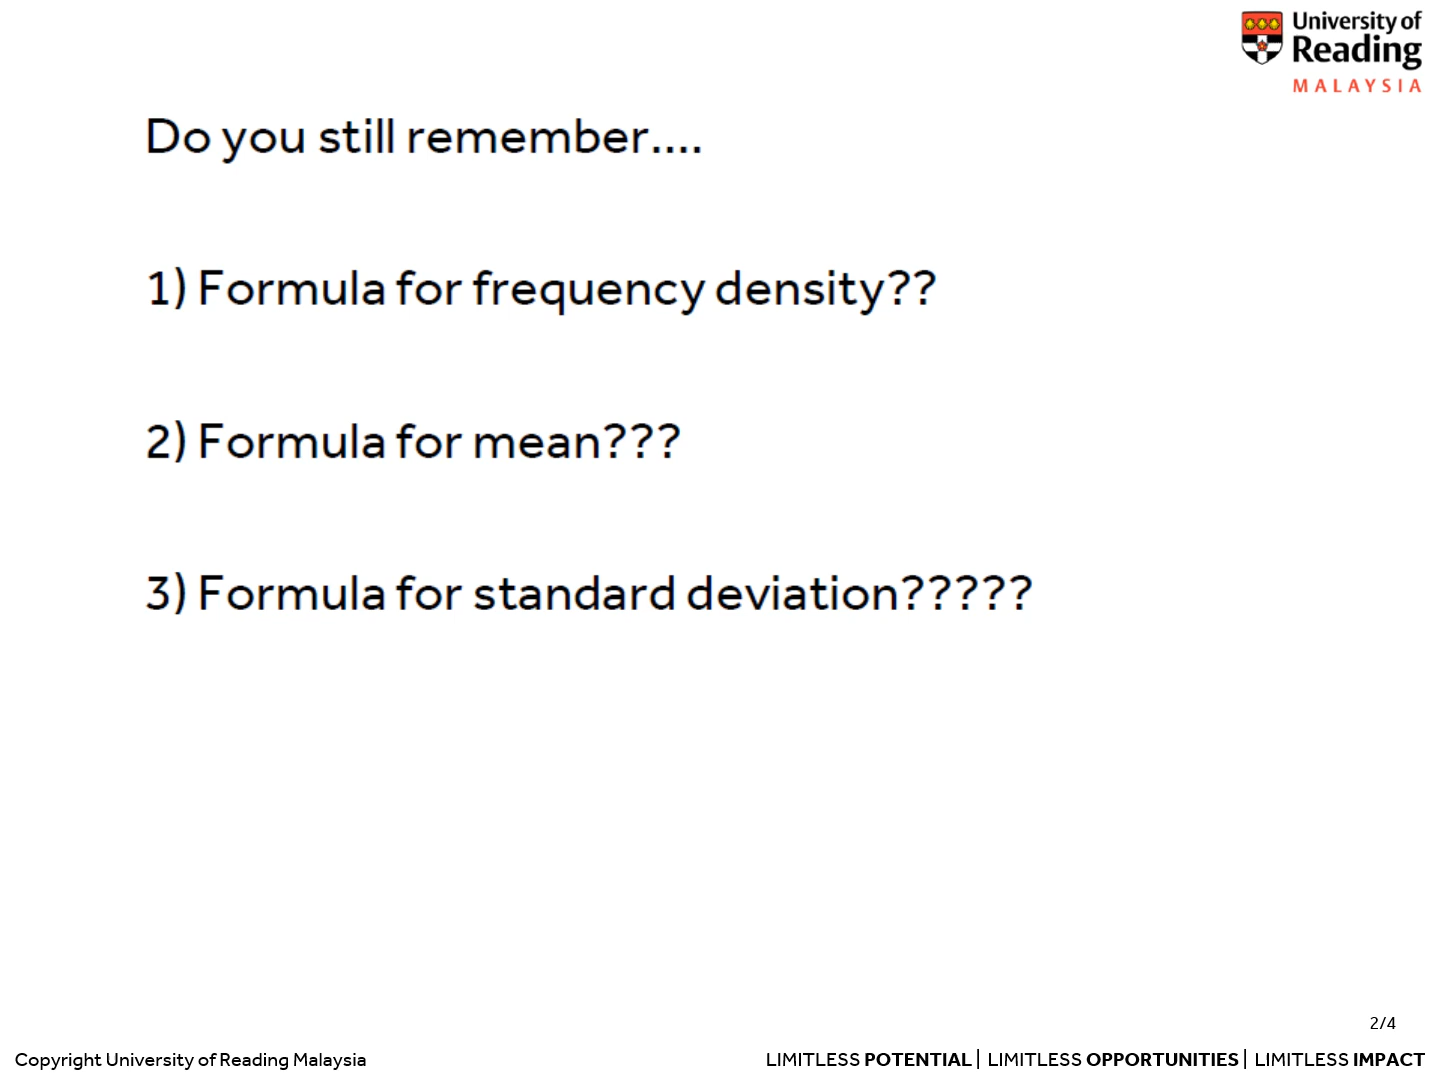 University of
Reading
MALAYSIA
Do you still remember....
1) Formula for frequency density??
2) Formula for mean???
3) Formula for standard deviation?????
2/4
Copyright University of Reading Malaysia
LIMITLESS POTENTIAL | LIMITLESS OPPORTUNITIES | LIMITLESS IMPACT